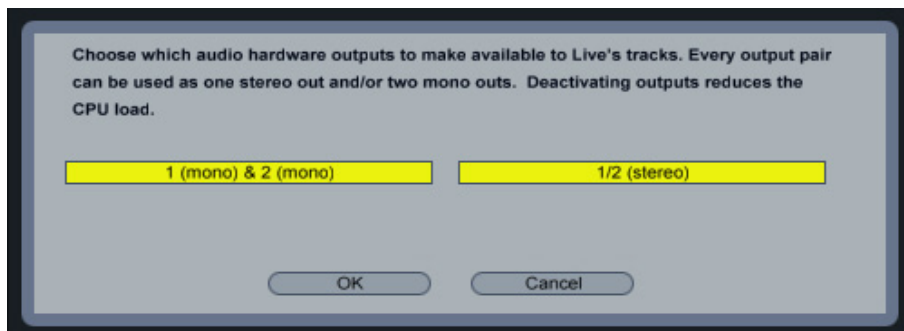 Choose which audio hardware outputs to make available to Live's tracks. Every output pair
can be used as one stereo out and/or two mono outs.  Deactivating outputs reduces the
CPU load.
1 (mono) & 2 (mono)
1/2 (stereo)
OK
Cancel